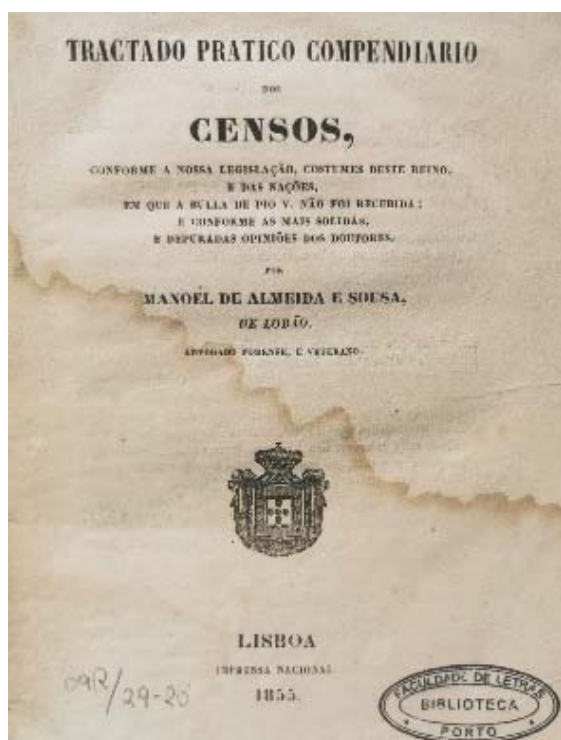 TRACTADO PRATICO COMPENDIARIO
DOS
CENSOS,
CONFORME A NOSSA LEGISLAÇÃO, COSTUMES DESTE REINO,
E DAS NAÇÕES,
EM QUE A BULLA DE PIO V. NÃO FOI RECEBIDA;
E CONFORME AS MAIS SOLIDAS,
E DEPURADAS OPINIÕES DOS DOUTORES.
POR
MANOEL DE ALMEIDA E SOUSA,
DE LOBÃO.
ADVOGADO FORENSE, E VETERANO.
LISBOA
IMPRENSA NACIONAL
1855.
/29-20
FACULDADE DE LETRAS
BIBLIOTECA
PORTO